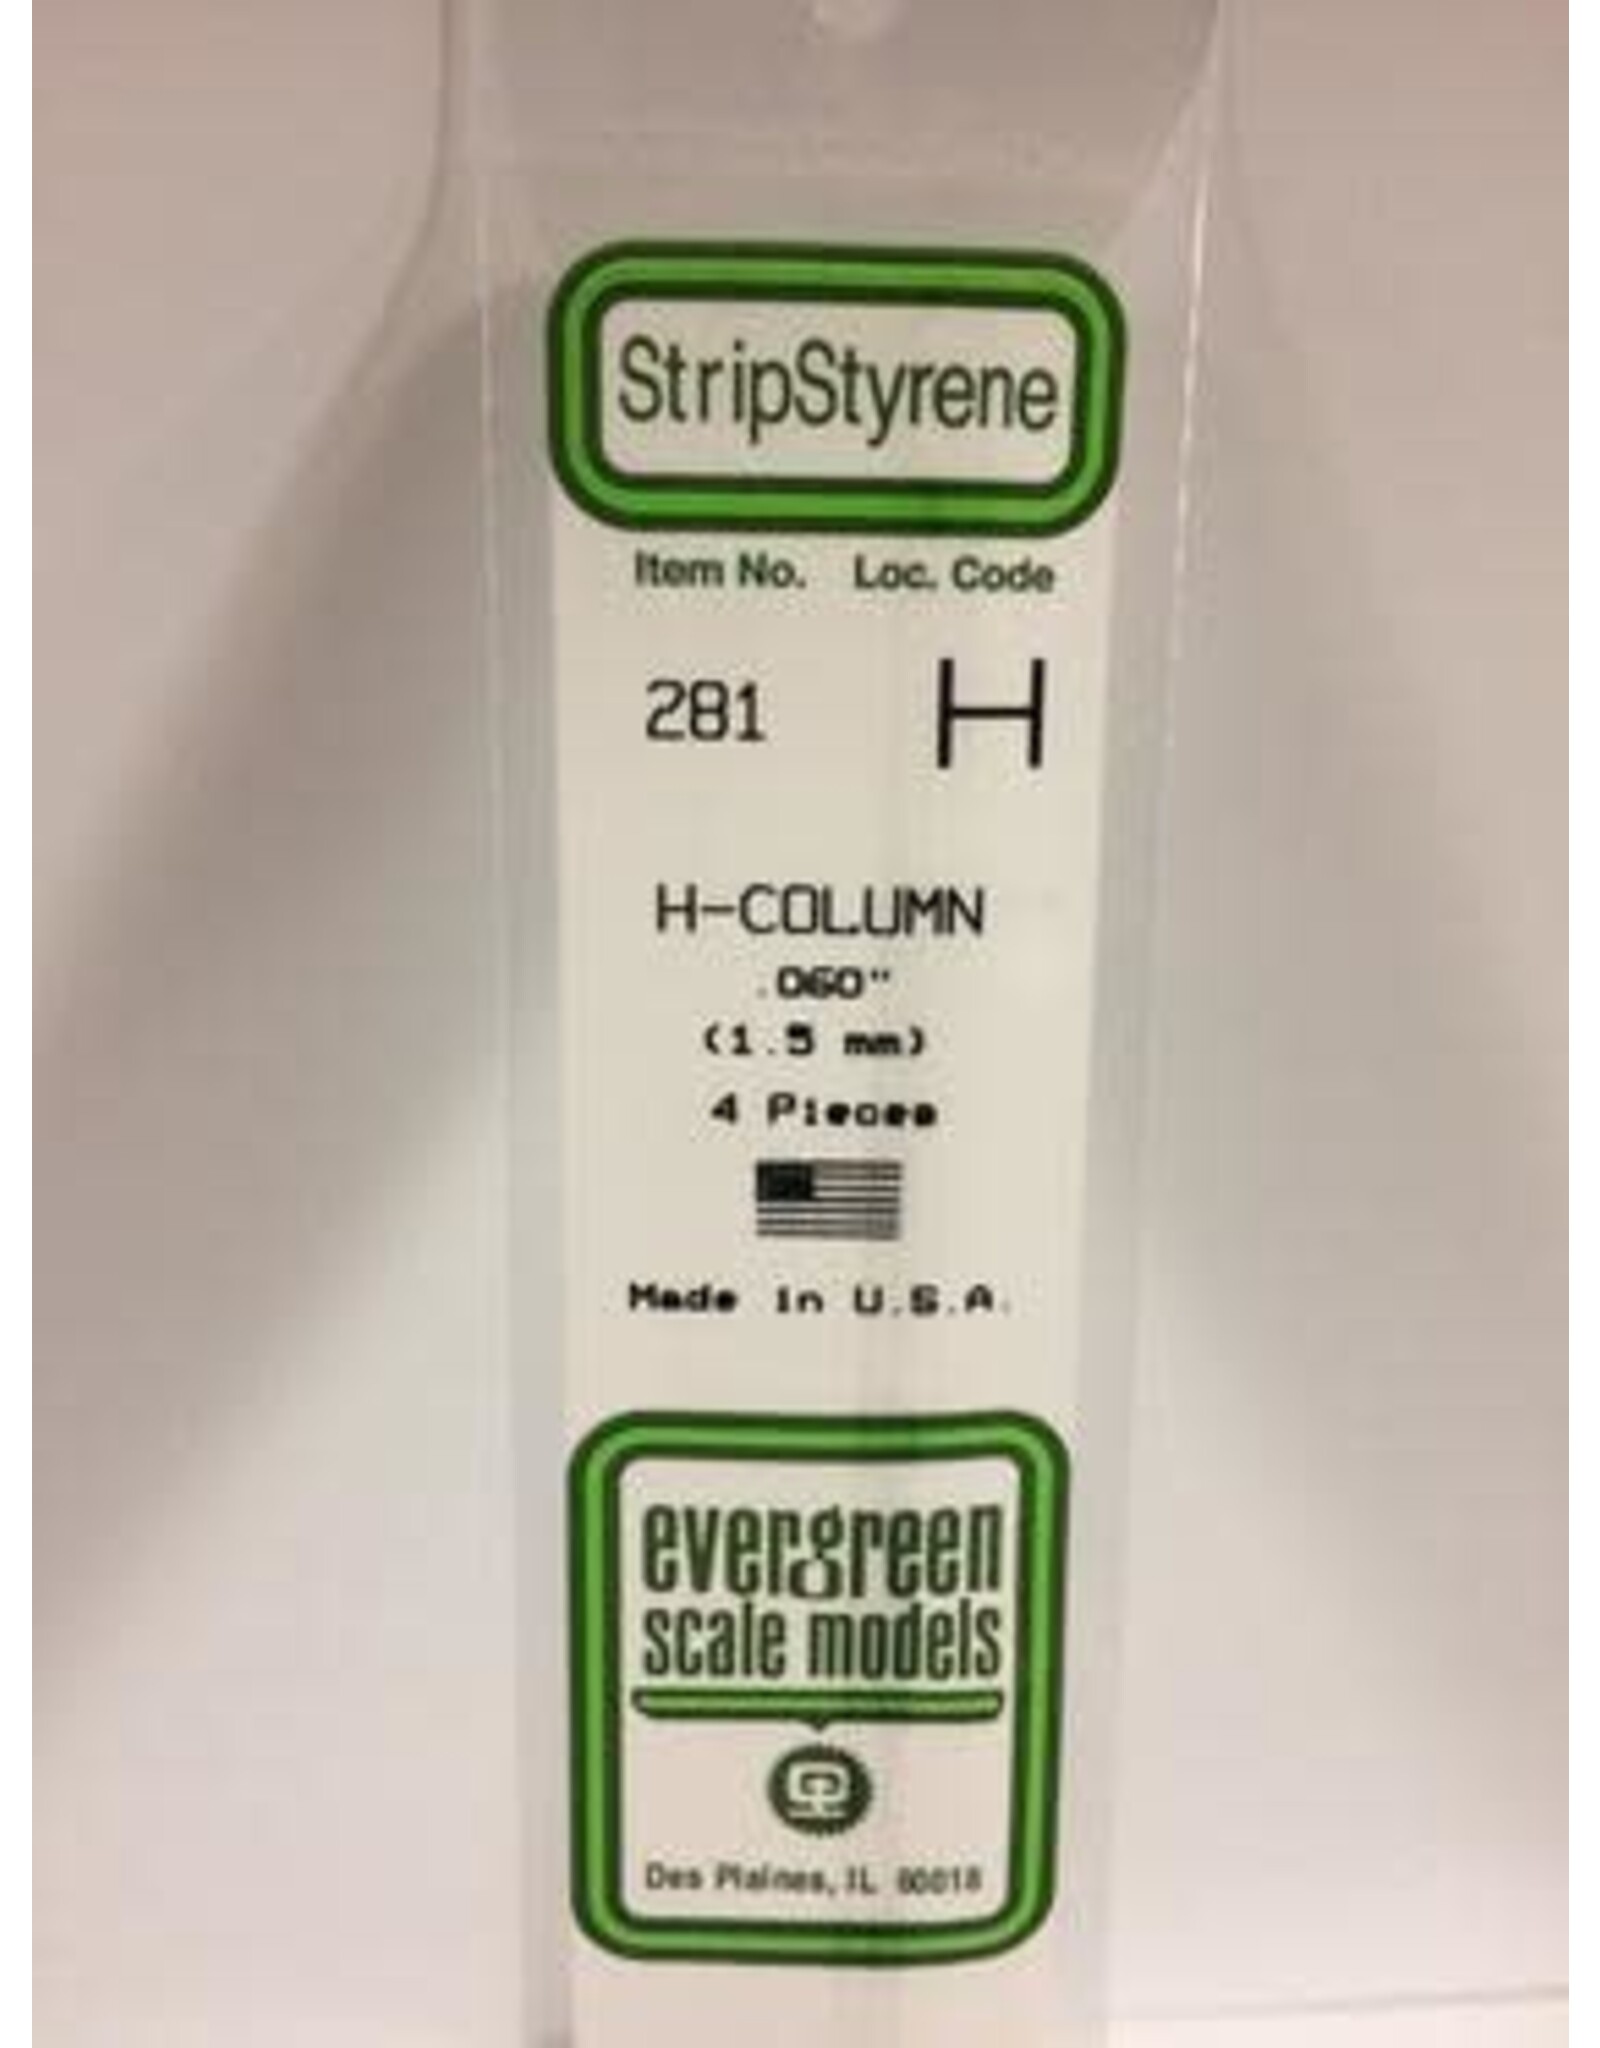 StripStyrene
Item No. Loc. Code
281 H
H-COLUMN
.060"
(1.5 mm)
4 Pieces
Made in U.S.A.
evergreen
scale models
Des Plaines, IL 60018